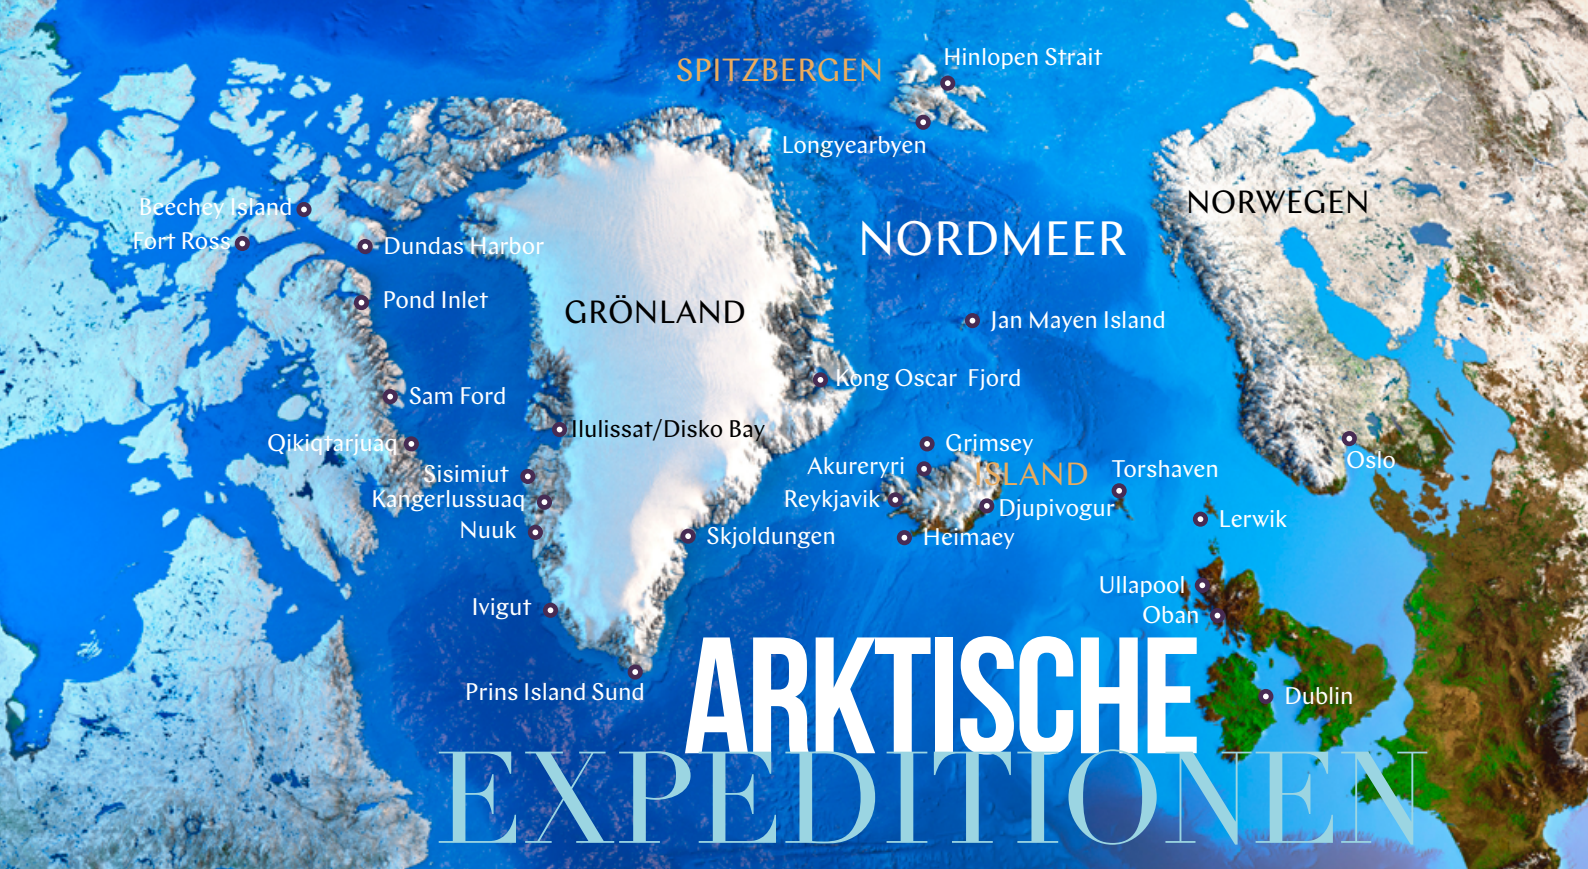 Hinlopen Strait
SPITZBERGEN
Longyearbyen
NORWEGEN
Beechey Island
Fort Ross
Dundas Harbor
NORDMEER
Pond Inlet
GRÖNLAND
Jan Mayen Island
Kong Oscar Fjord
Sam Ford
Ilulissat/Disko Bay
Qikiqtarjuaq
Grimsey
Oslo
Sisimiut
Akureryri
ISLAND
Torshaven
Kangerlussuaq
Reykjavik
Djupivogur
Lerwik
Nuuk
Skjoldungen
Heimaey
Ullapool
Ivigut
Oban
Prins Island Sund
Dublin
ARKTISCHE
EXPEDITIONEN